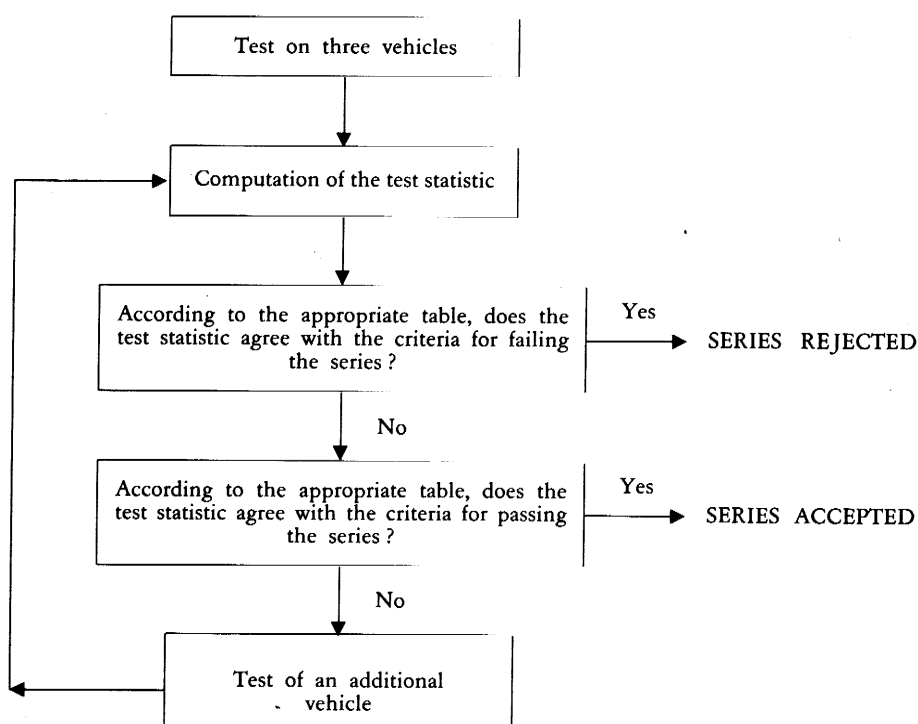 Test on three vehicles
Computation of the test statistic
According to the appropriate table, does the
test statistic agree with the criteria for failing
the series ?
Yes
SERIES REJECTED
No
According to the appropriate table, does the
test statistic agree with the criteria for passing
the series ?
Yes
SERIES ACCEPTED
No
Test of an additional
vehicle